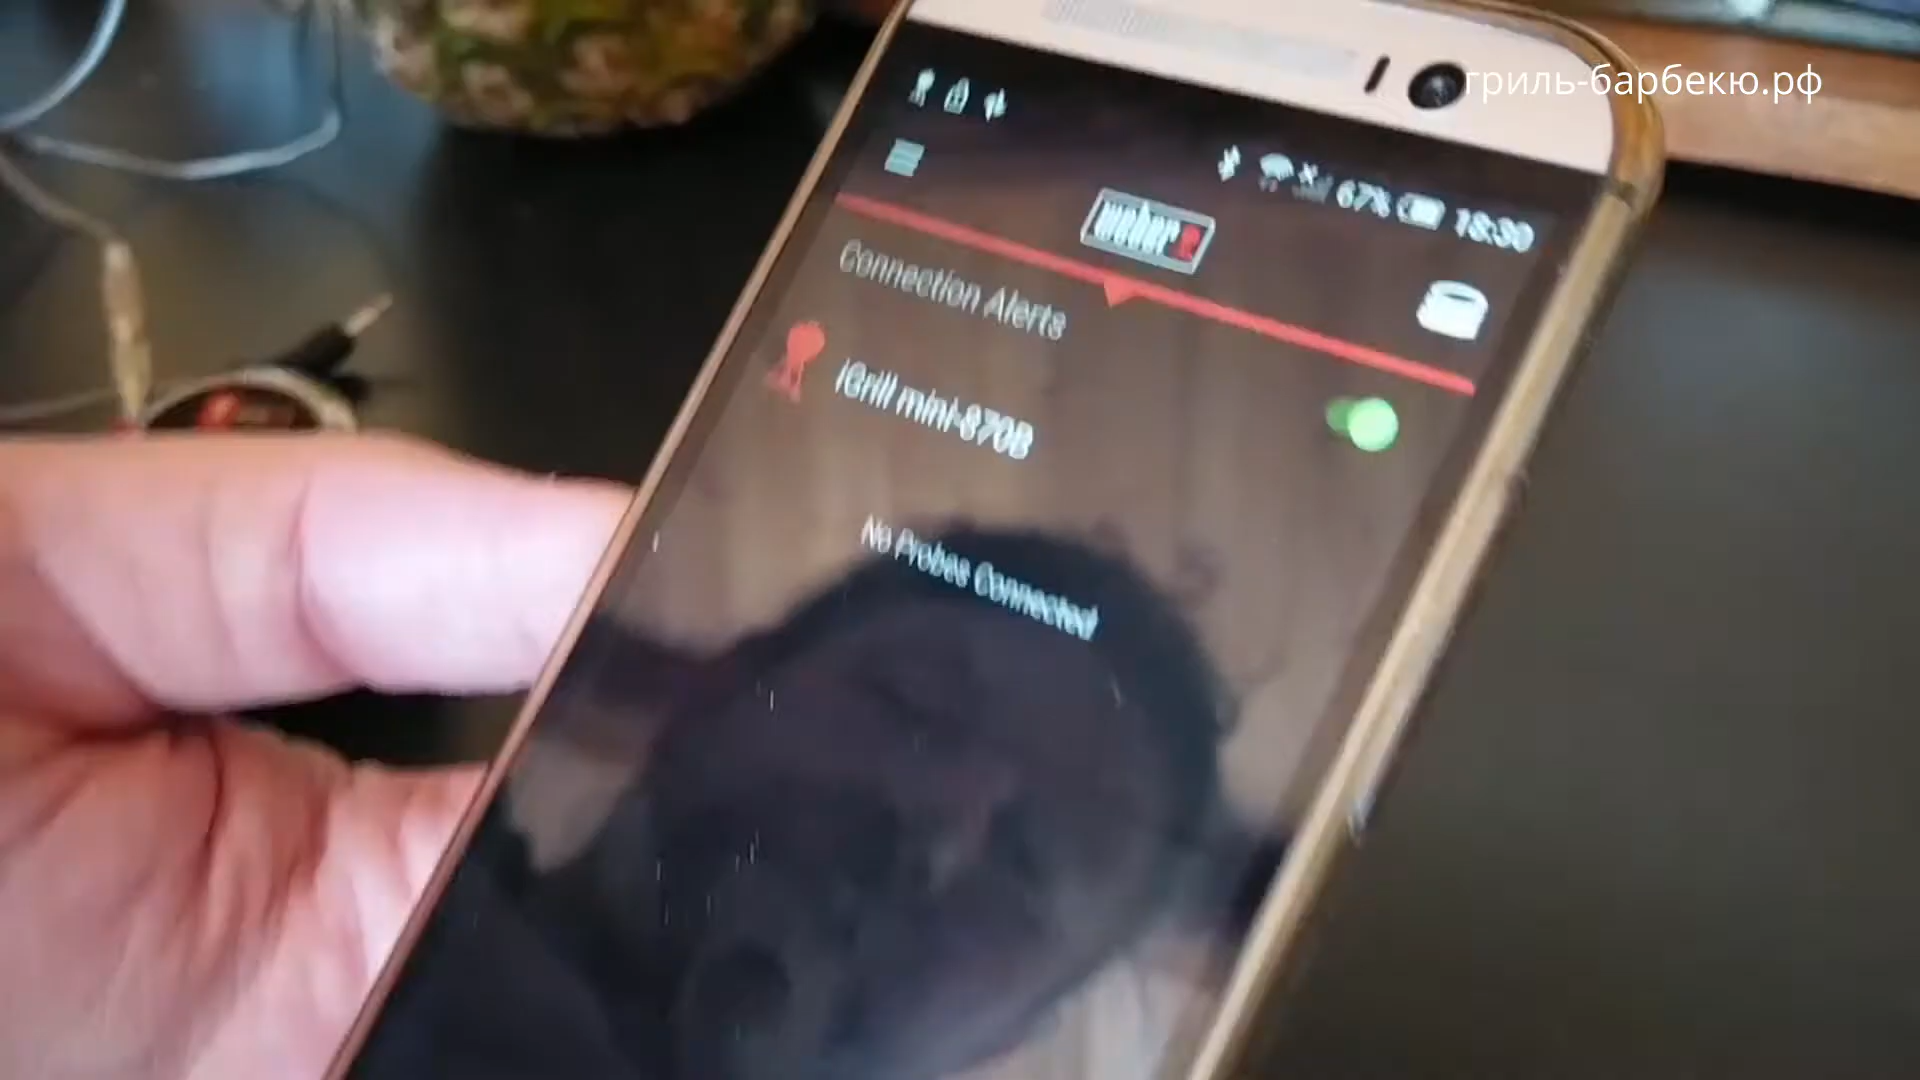 гриль-барбекю.рф
67% 18:30
weber
Connection Alerts
iGrill mini-870B
No Probes Connected